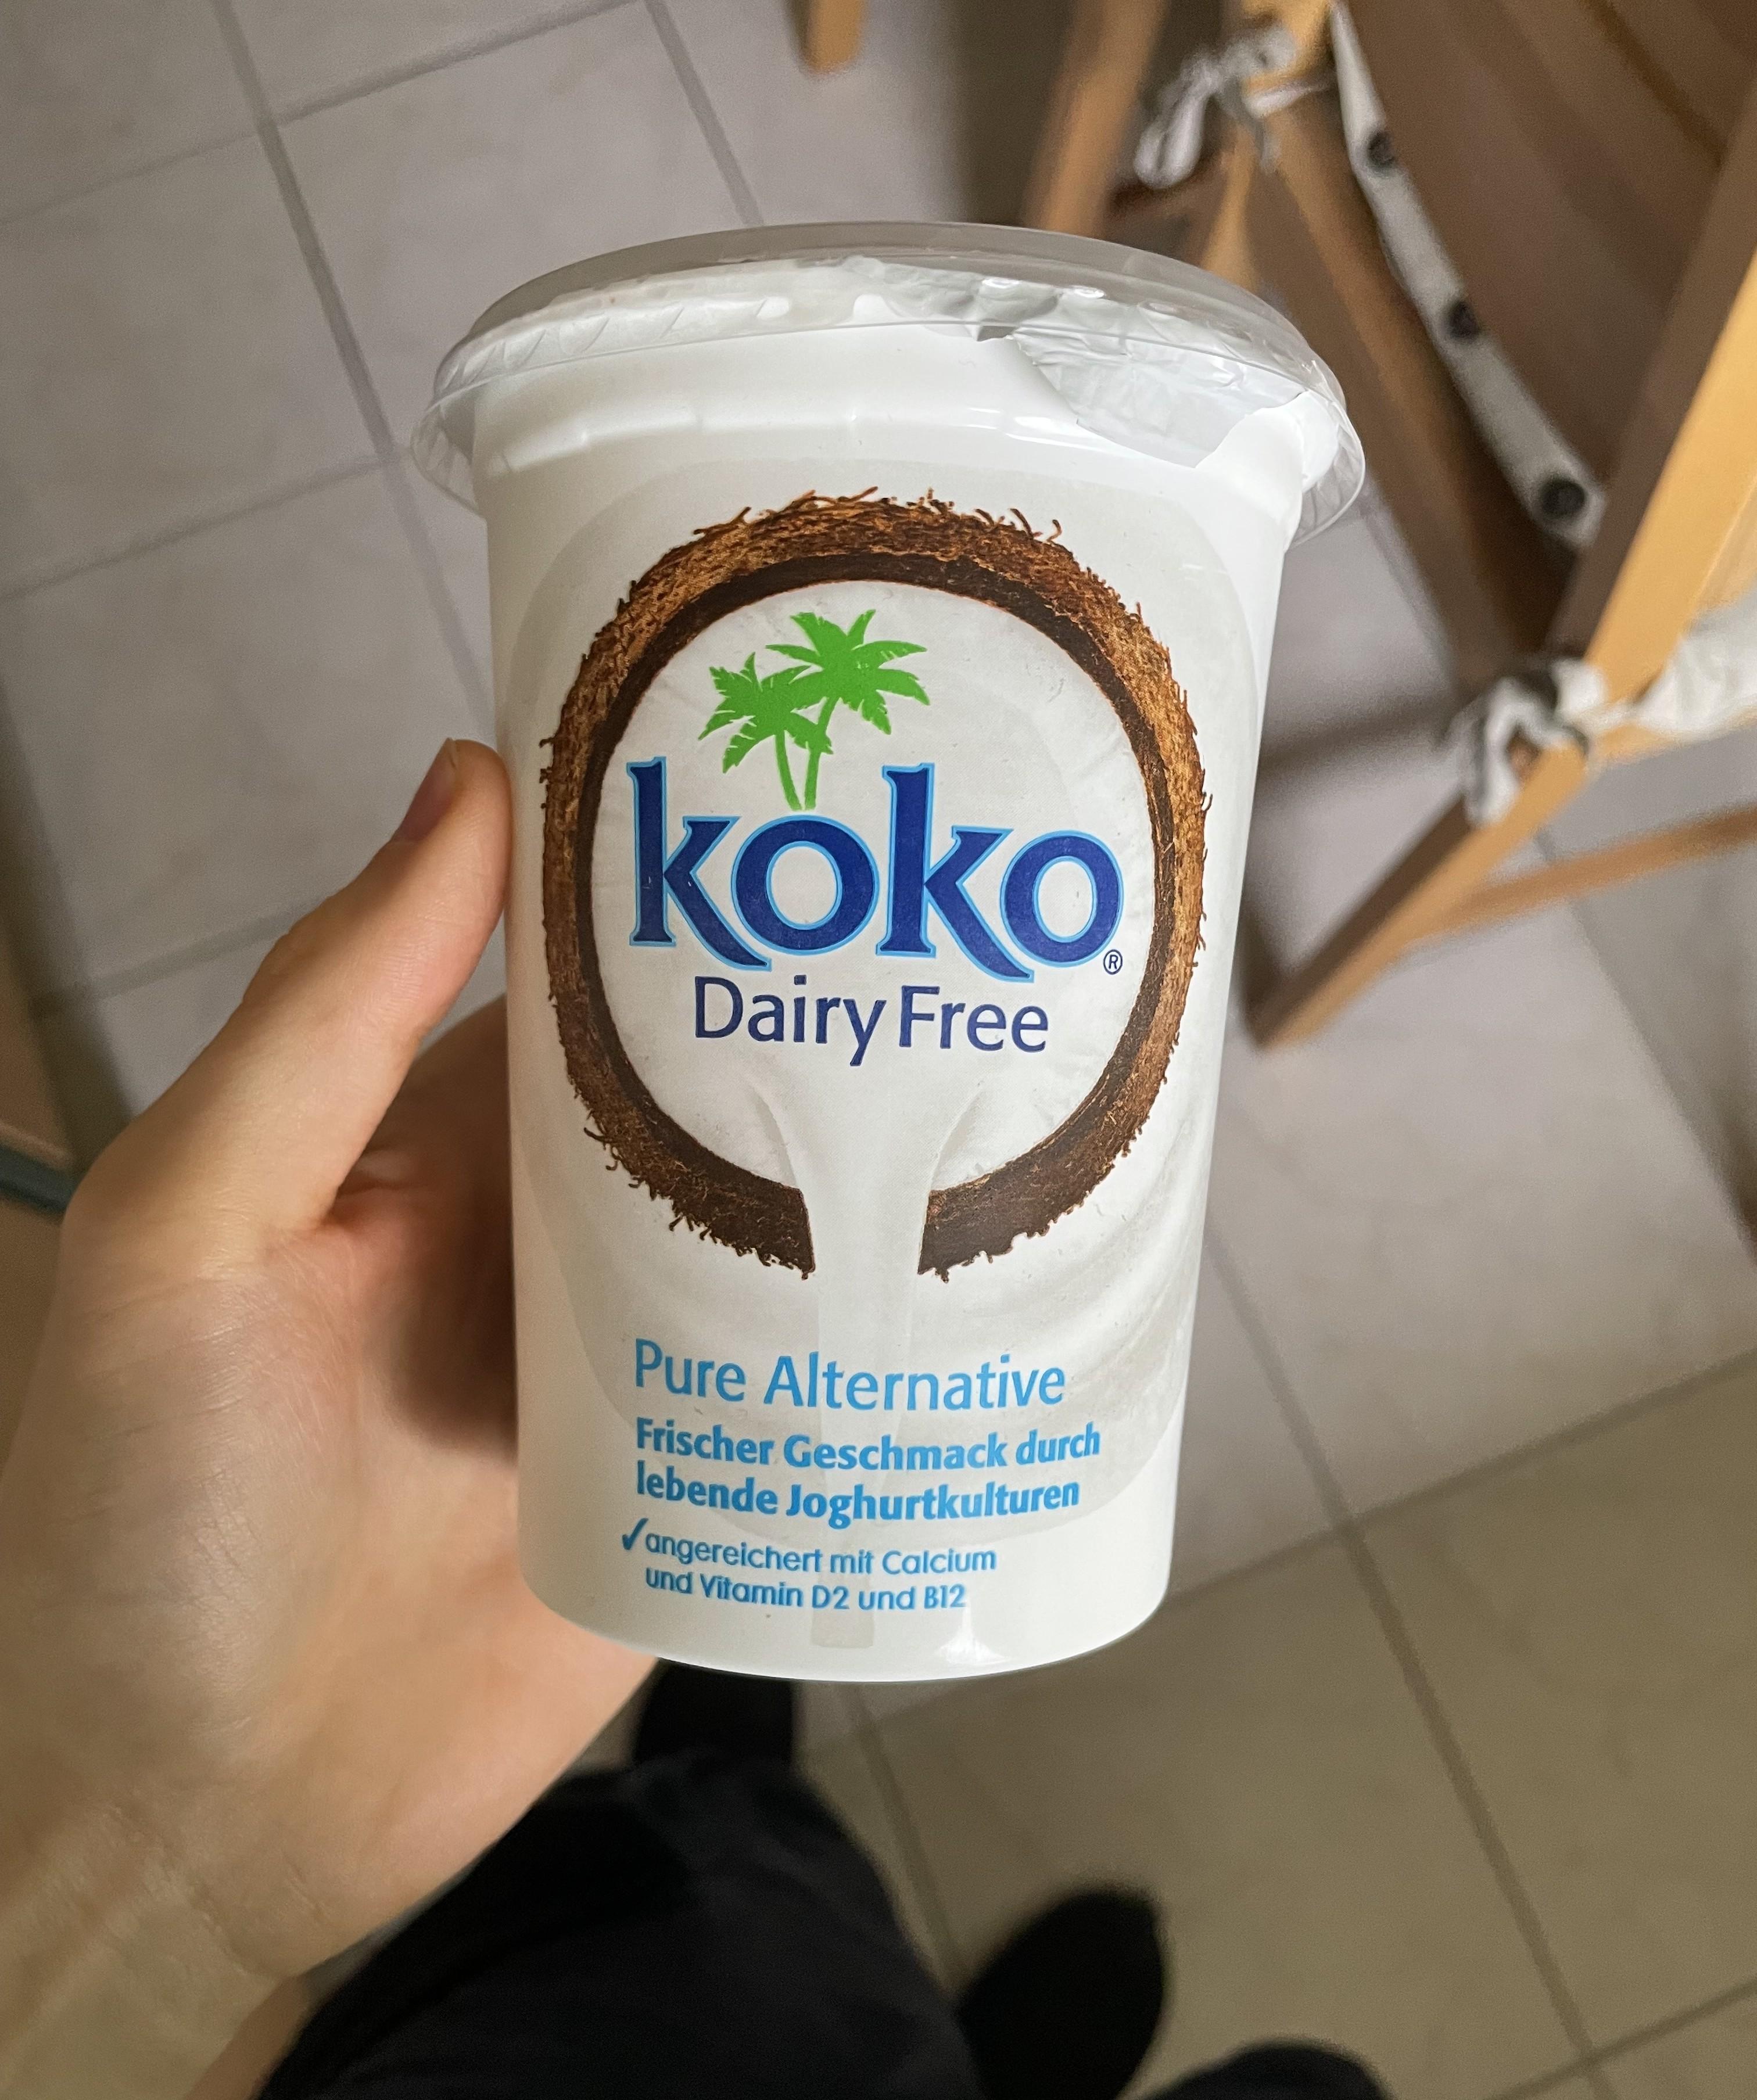 koko®
Dairy Free
Pure Alternative
Frischer Geschmack durch
lebende Joghurtkulturen
✓angereichert mit Calcium
und Vitamin D2 und B12